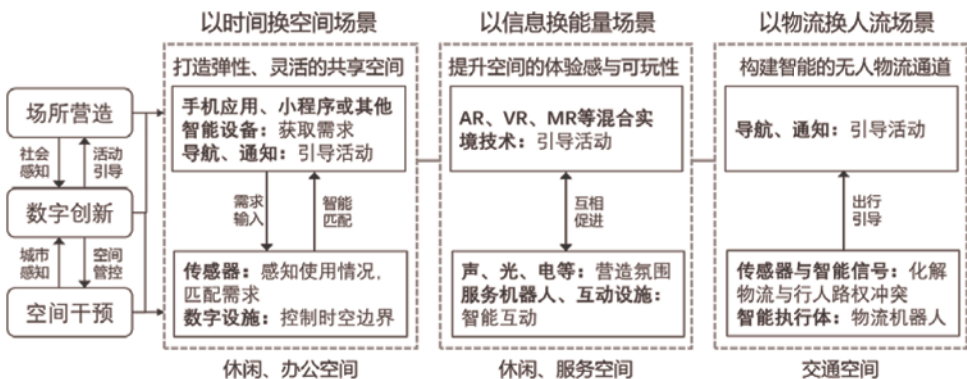 以时间换空间场景
以信息换能量场景
以物流换人流场景
打造弹性、灵活的共享空间
提升空间的体验感与可玩性
构建智能的无人物流通道
场所营造
社会
感知
活动
引导
数字创新
城市
感知
空间
管控
空间干预
手机应用、小程序或其他
智能设备：获取需求
导航、通知：引导活动
需求
输入
智能
匹配
传感器：感知使用情况，
匹配需求
数字设施：控制时空边界
AR、VR、MR等混合实
境技术：引导活动
互相
促进
声、光、电等：营造氛围
服务机器人、互动设施：
智能互动
导航、通知：引导活动
出行
引导
传感器与智能信号：化解
物流与行人路权冲突
智能执行体：物流机器人
休闲、办公空间
休闲、服务空间
交通空间